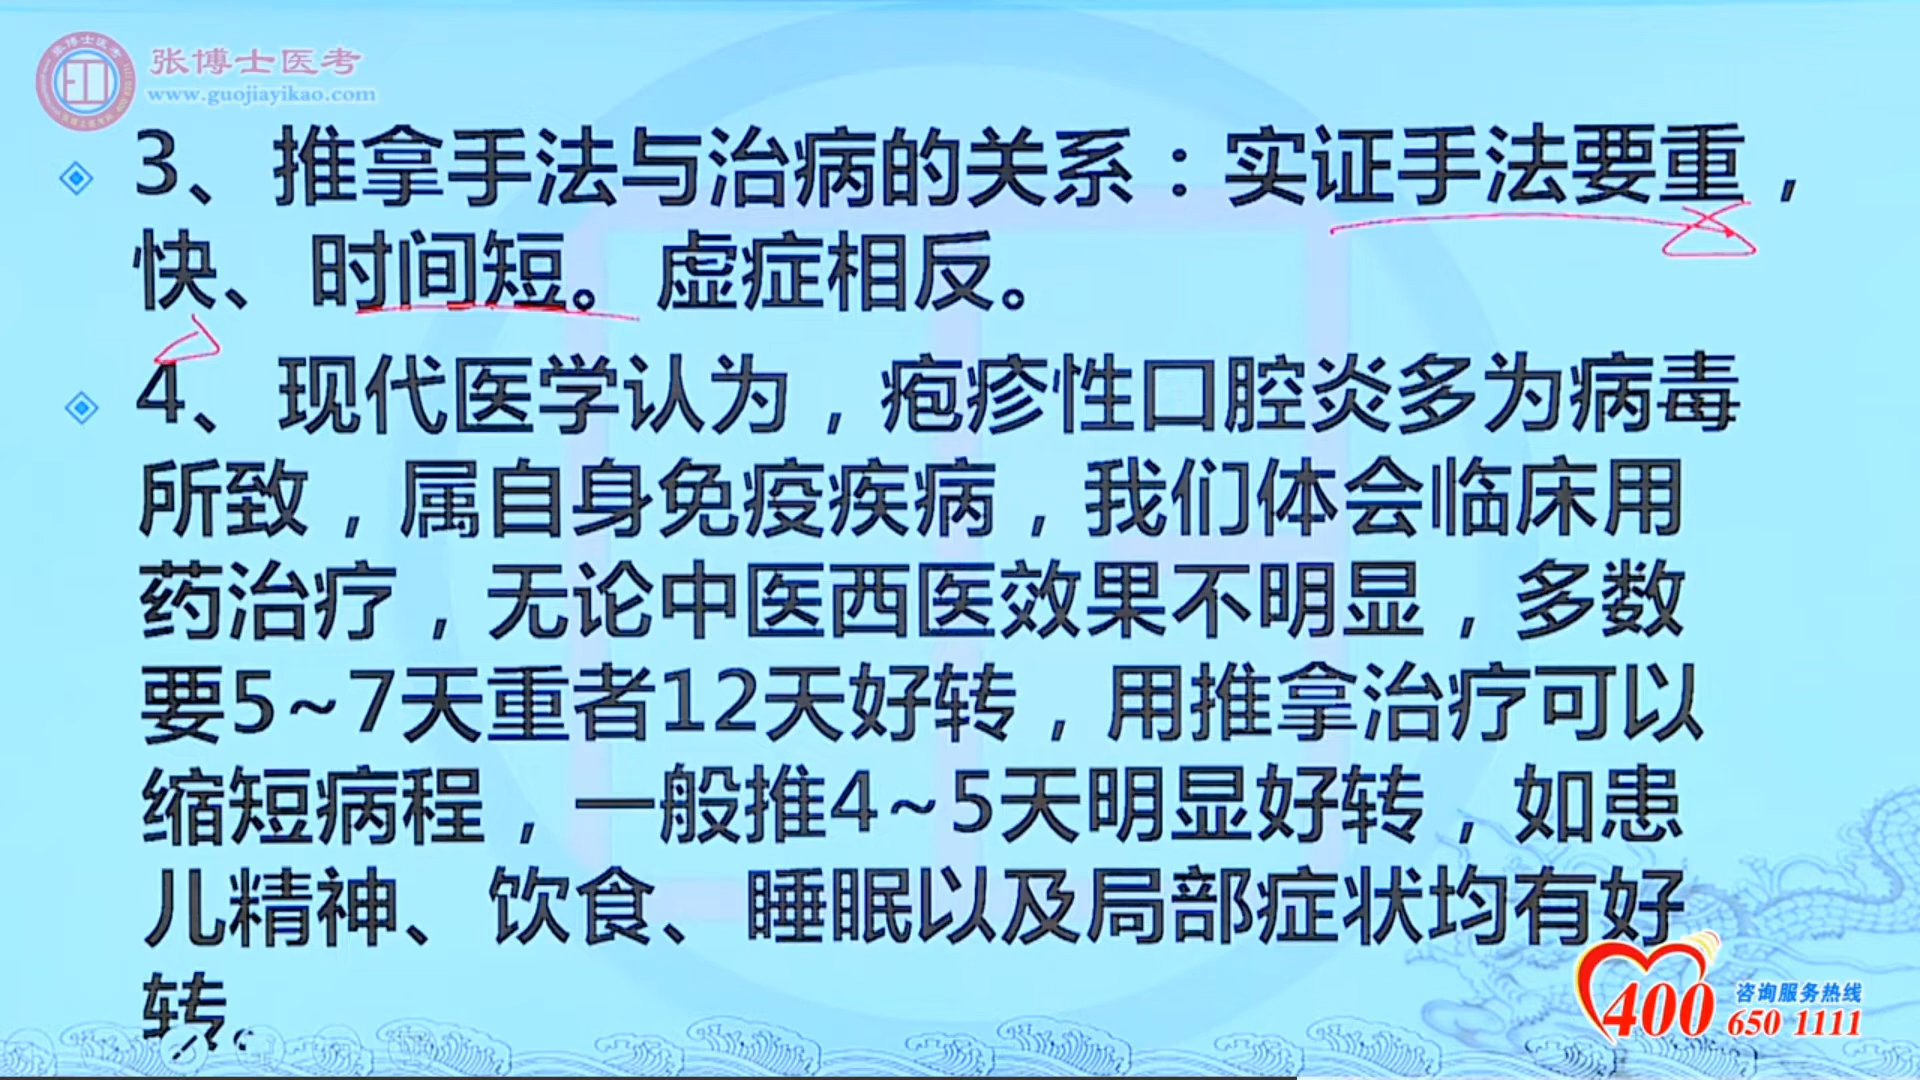 张博士医考
www.guojiayikao.com
3、推拿手法与治病的关系：实证手法要重，
快、时间短。虚症相反。
4、现代医学认为，疱疹性口腔炎多为病毒
所致，属自身免疫疾病，我们体会临床用
药治疗，无论中医西医效果不明显，多数
要5~7天重者12天好转，用推拿治疗可以
缩短病程，一般推4~5天明显好转，如患
儿精神、饮食、睡眠以及局部症状均有好
转。
400 咨询服务热线
650 1111